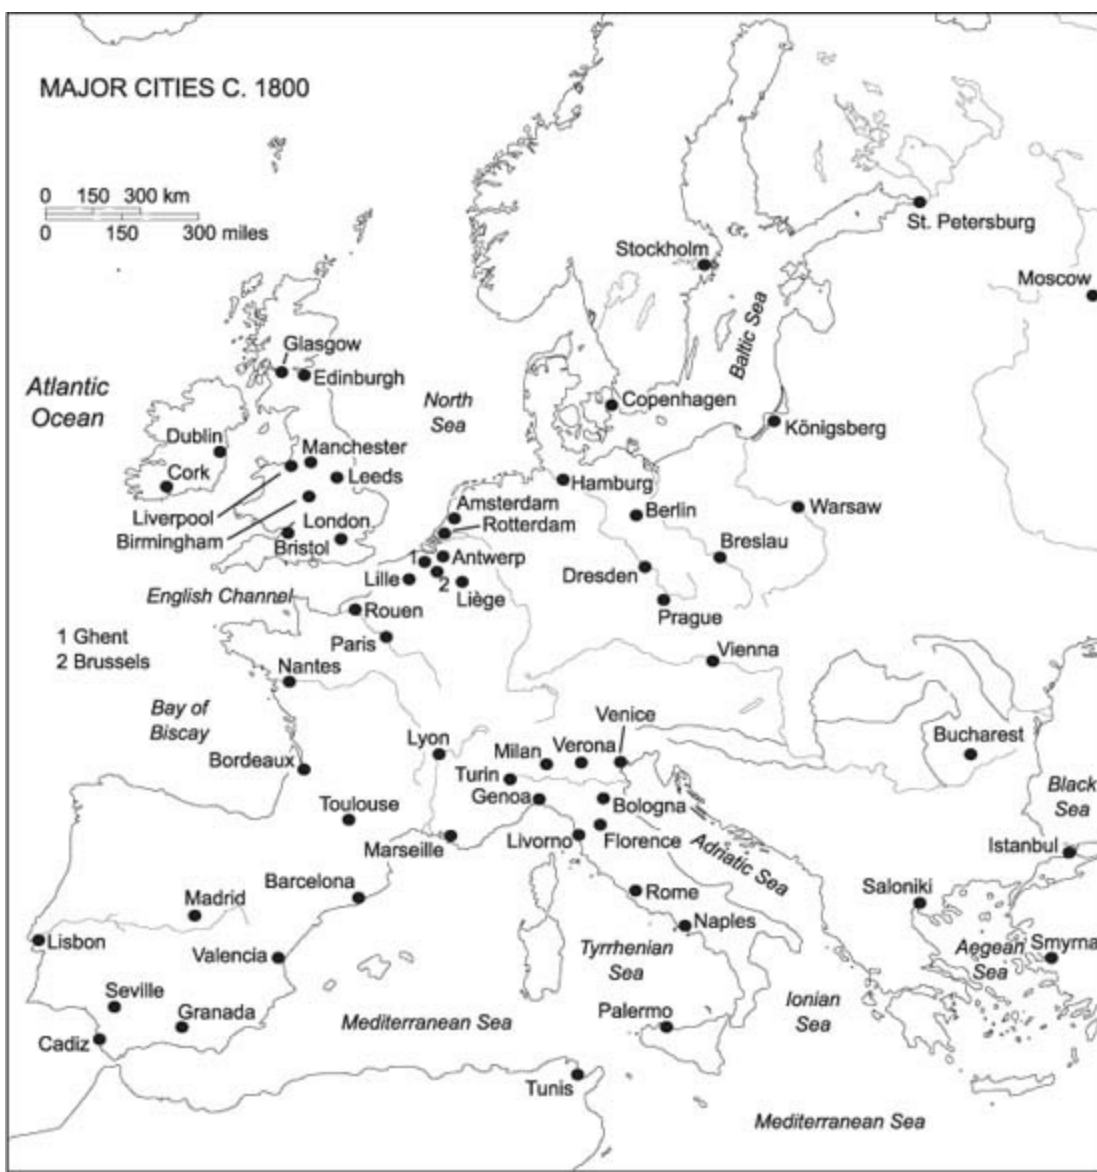 MAJOR CITIES C. 1800
0 150 300 km
0 150 300 miles
St. Petersburg
Stockholm
Moscow
Baltic Sea
Glasgow
Edinburgh
Atlantic
Ocean
North
Sea
Copenhagen
Königsberg
Dublin
Manchester
Cork
Leeds
Liverpool
Birmingham
London
Bristol
Hamburg
Amsterdam
Rotterdam
Berlin
Warsaw
Antwerp
1
2
Breslau
Lille
Liège
Dresden
Prague
English Channel
Rouen
1 Ghent
2 Brussels
Paris
Vienna
Nantes
Bay of
Biscay
Venice
Lyon
Milan
Verona
Bucharest
Bordeaux
Turin
Genoa
Bologna
Black
Sea
Toulouse
Marseille
Livorno
Florence
Adriatic Sea
Istanbul
Barcelona
Madrid
Rome
Saloniki
Naples
Lisbon
Valencia
Tyrrhenian
Sea
Aegean
Sea
Smyrna
Seville
Granada
Mediterranean Sea
Palermo
Ionian
Sea
Cadiz
Tunis
Mediterranean Sea